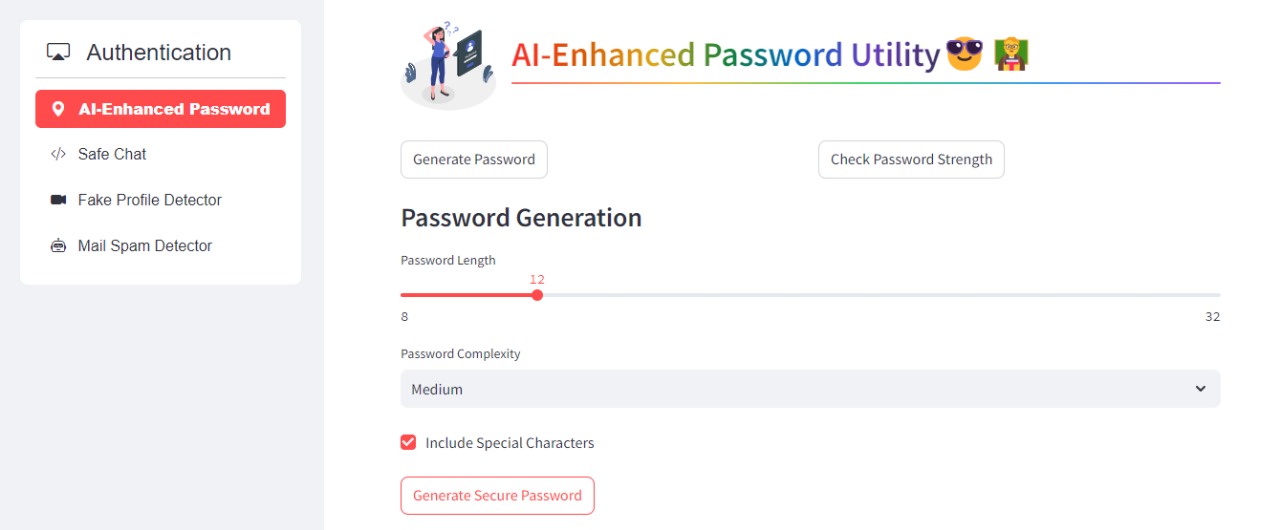 Authentication
AI-Enhanced Password
Safe Chat
Fake Profile Detector
Mail Spam Detector
AI-Enhanced Password Utility😎 👩‍🏫
Generate Password
Check Password Strength
Password Generation
Password Length
12
8
32
Password Complexity
Medium
Include Special Characters
Generate Secure Password